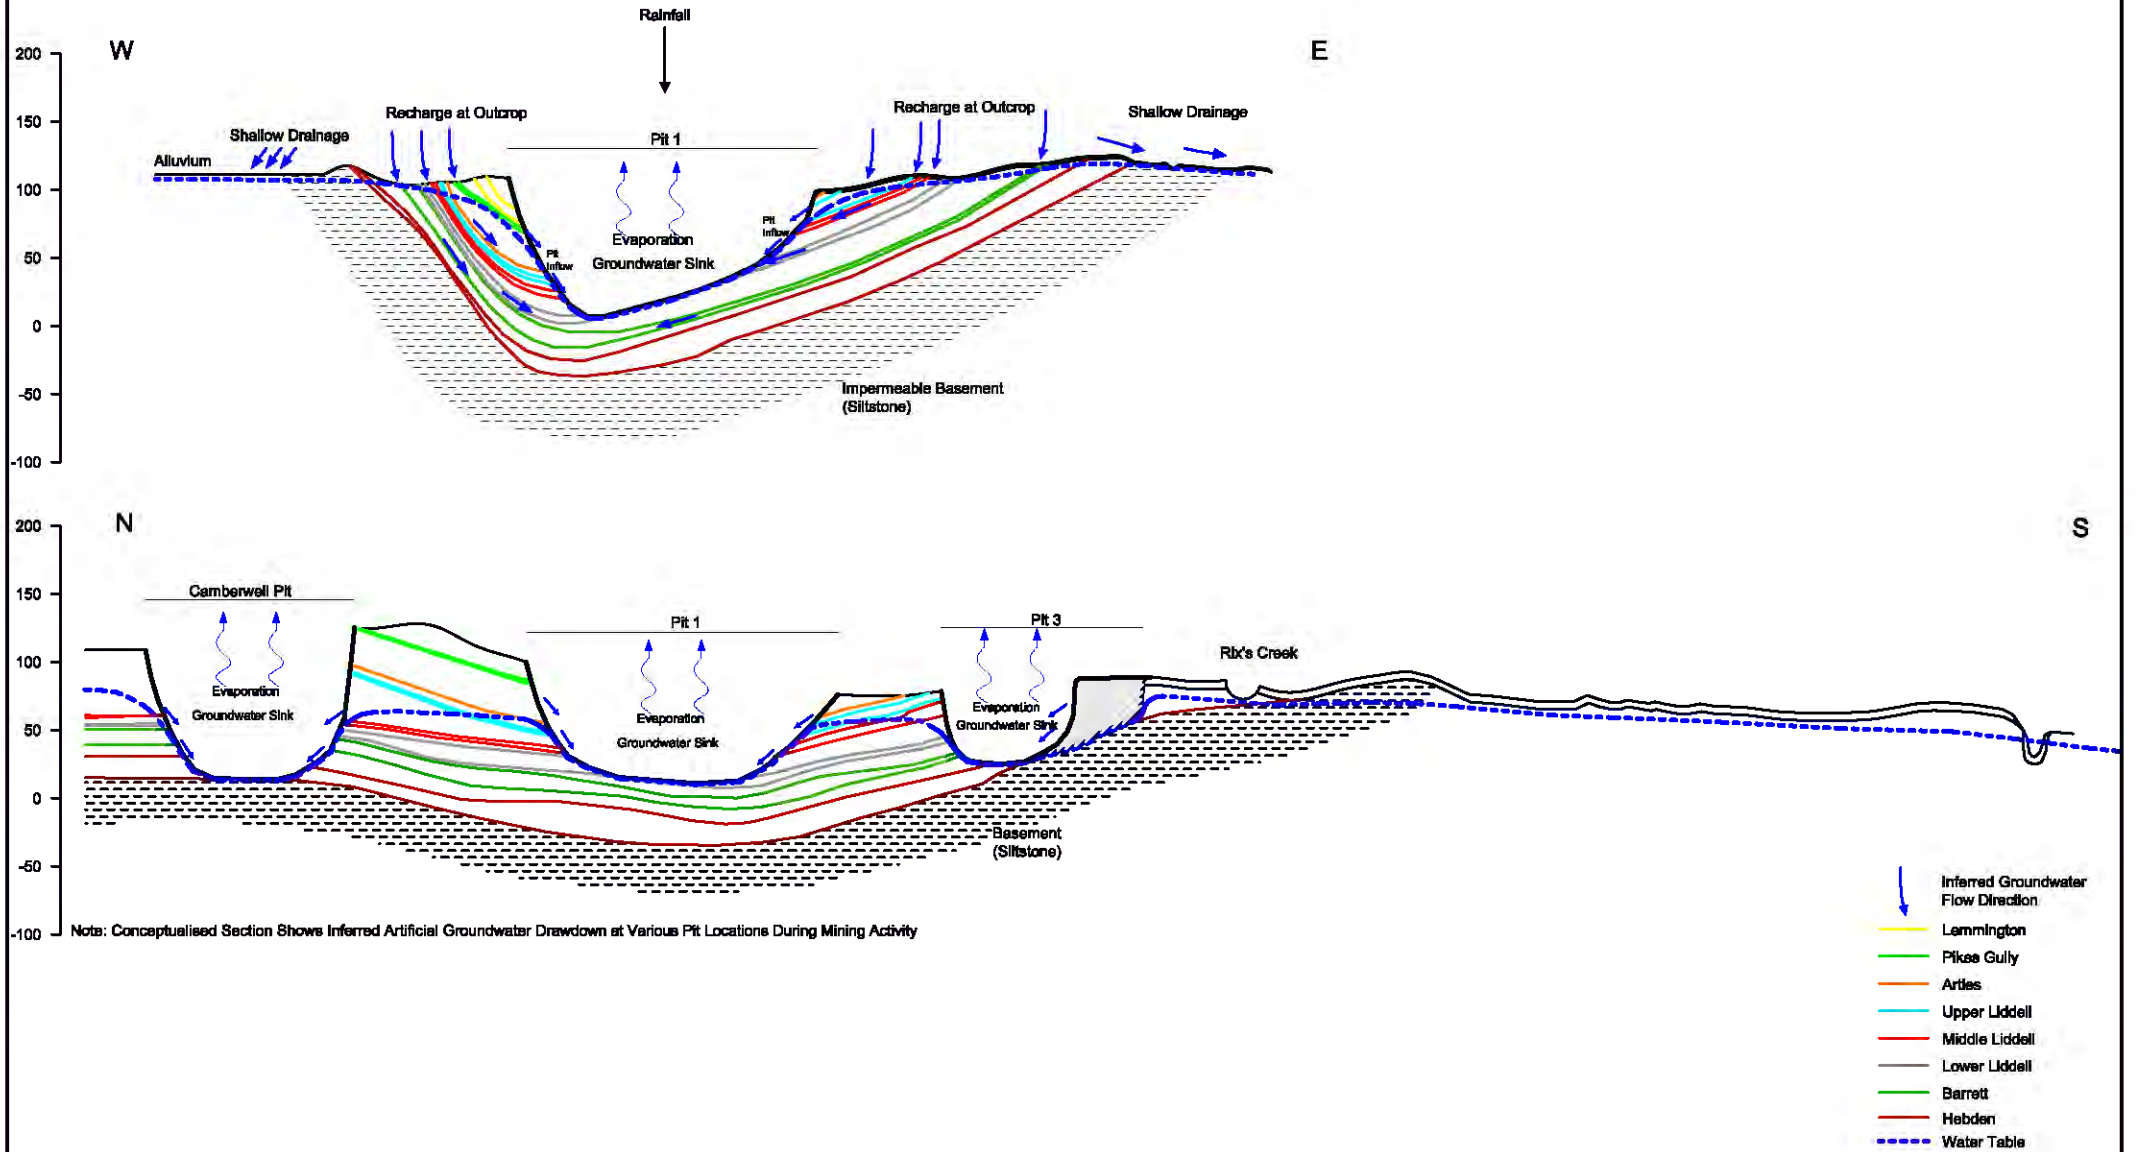 Rainfall
W
E
200
150
100
50
0
-50
-100
Recharge at Outcrop
Recharge at Outcrop
Shallow Drainage
Shallow Drainage
Pit 1
Alluvium
Pit
Inflow
Pit
Inflow
Evaporation
Groundwater Sink
Impermeable Basement
(Siltstone)
N
S
200
150
100
50
0
-50
-100
Camberwell Pit
Pit 1
Pit 3
Rix's Creek
Evaporation
Groundwater Sink
Evaporation
Groundwater Sink
Evaporation
Groundwater Sink
Basement
(Siltstone)
Note: Conceptualised Section Shows Inferred Artificial Groundwater Drawdown at Various Pit Locations During Mining Activity
Inferred Groundwater
Flow Direction
Lemmington
Pikes Gully
Arties
Upper Liddell
Middle Liddell
Lower Liddell
Barrett
Hebden
Water Table